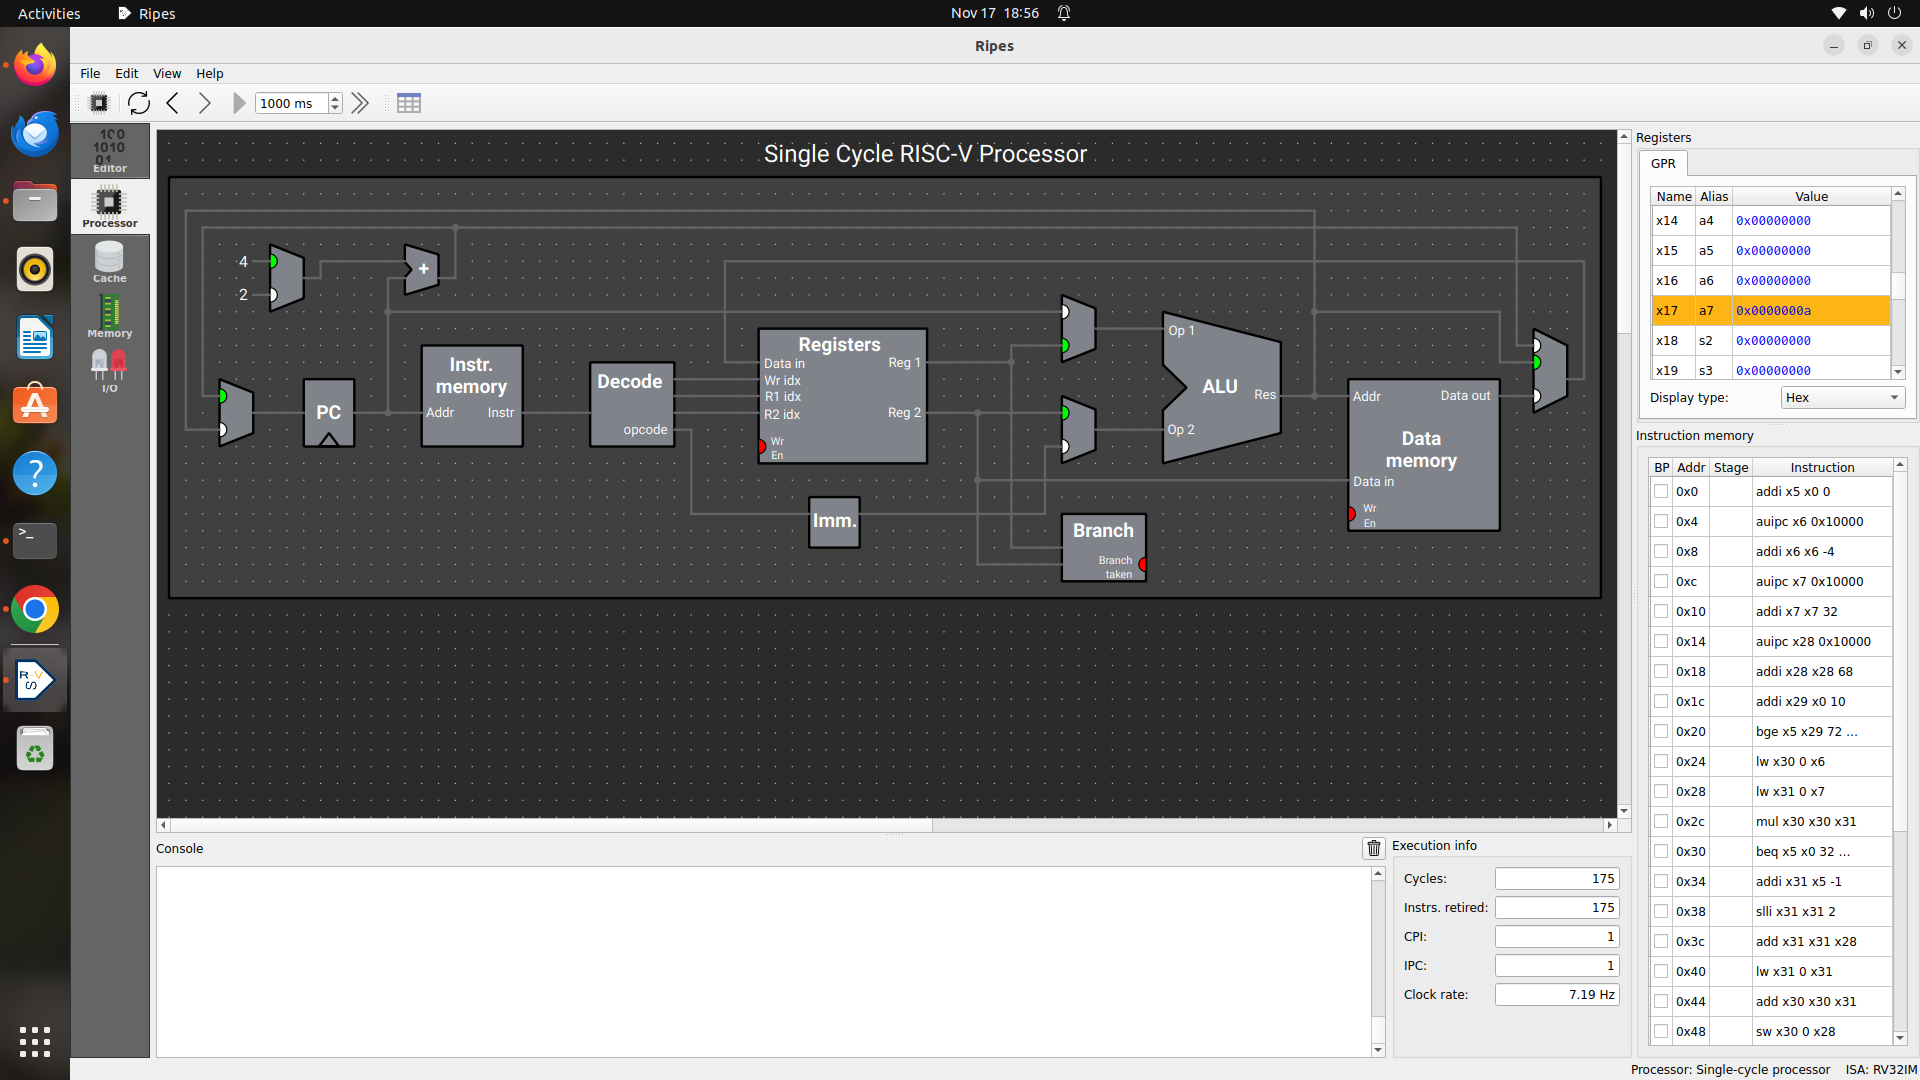 Activities
Ripes
Nov 17 18:56
Ripes
File Edit View Help
1000 ms
Editor
Processor
Cache
Memory
I/O
Single Cycle RISC-V Processor
4
2
+
PC
Instr. memory
Addr
Instr
Decode
opcode
Registers
Data in
Wr idx
R1 idx
R2 idx
Wr En
Reg 1
Reg 2
Imm.
Op 1
Op 2
ALU
Res
Branch
Branch taken
Data memory
Addr
Data out
Data in
Wr En
Registers
GPR
Name Alias Value
x14 a4 0x00000000
x15 a5 0x00000000
x16 a6 0x00000000
x17 a7 0x0000000a
x18 s2 0x00000000
x19 s3 0x00000000
Display type: Hex
Instruction memory
BP Addr Stage Instruction
0x0 addi x5 x0 0
0x4 auipc x6 0x10000
0x8 addi x6 x6 -4
0xc auipc x7 0x10000
0x10 addi x7 x7 32
0x14 auipc x28 0x10000
0x18 addi x28 x28 68
0x1c addi x29 x0 10
0x20 bge x5 x29 72 ...
0x24 lw x30 0 x6
0x28 lw x31 0 x7
0x2c mul x30 x30 x31
0x30 beq x5 x0 32 ...
0x34 addi x31 x5 -1
0x38 slli x31 x31 2
0x3c add x31 x31 x28
0x40 lw x31 0 x31
0x44 add x30 x30 x31
0x48 sw x30 0 x28
Console
Execution info
Cycles: 175
Instrs. retired: 175
CPI: 1
IPC: 1
Clock rate: 7.19 Hz
Processor: Single-cycle processor ISA: RV32IM